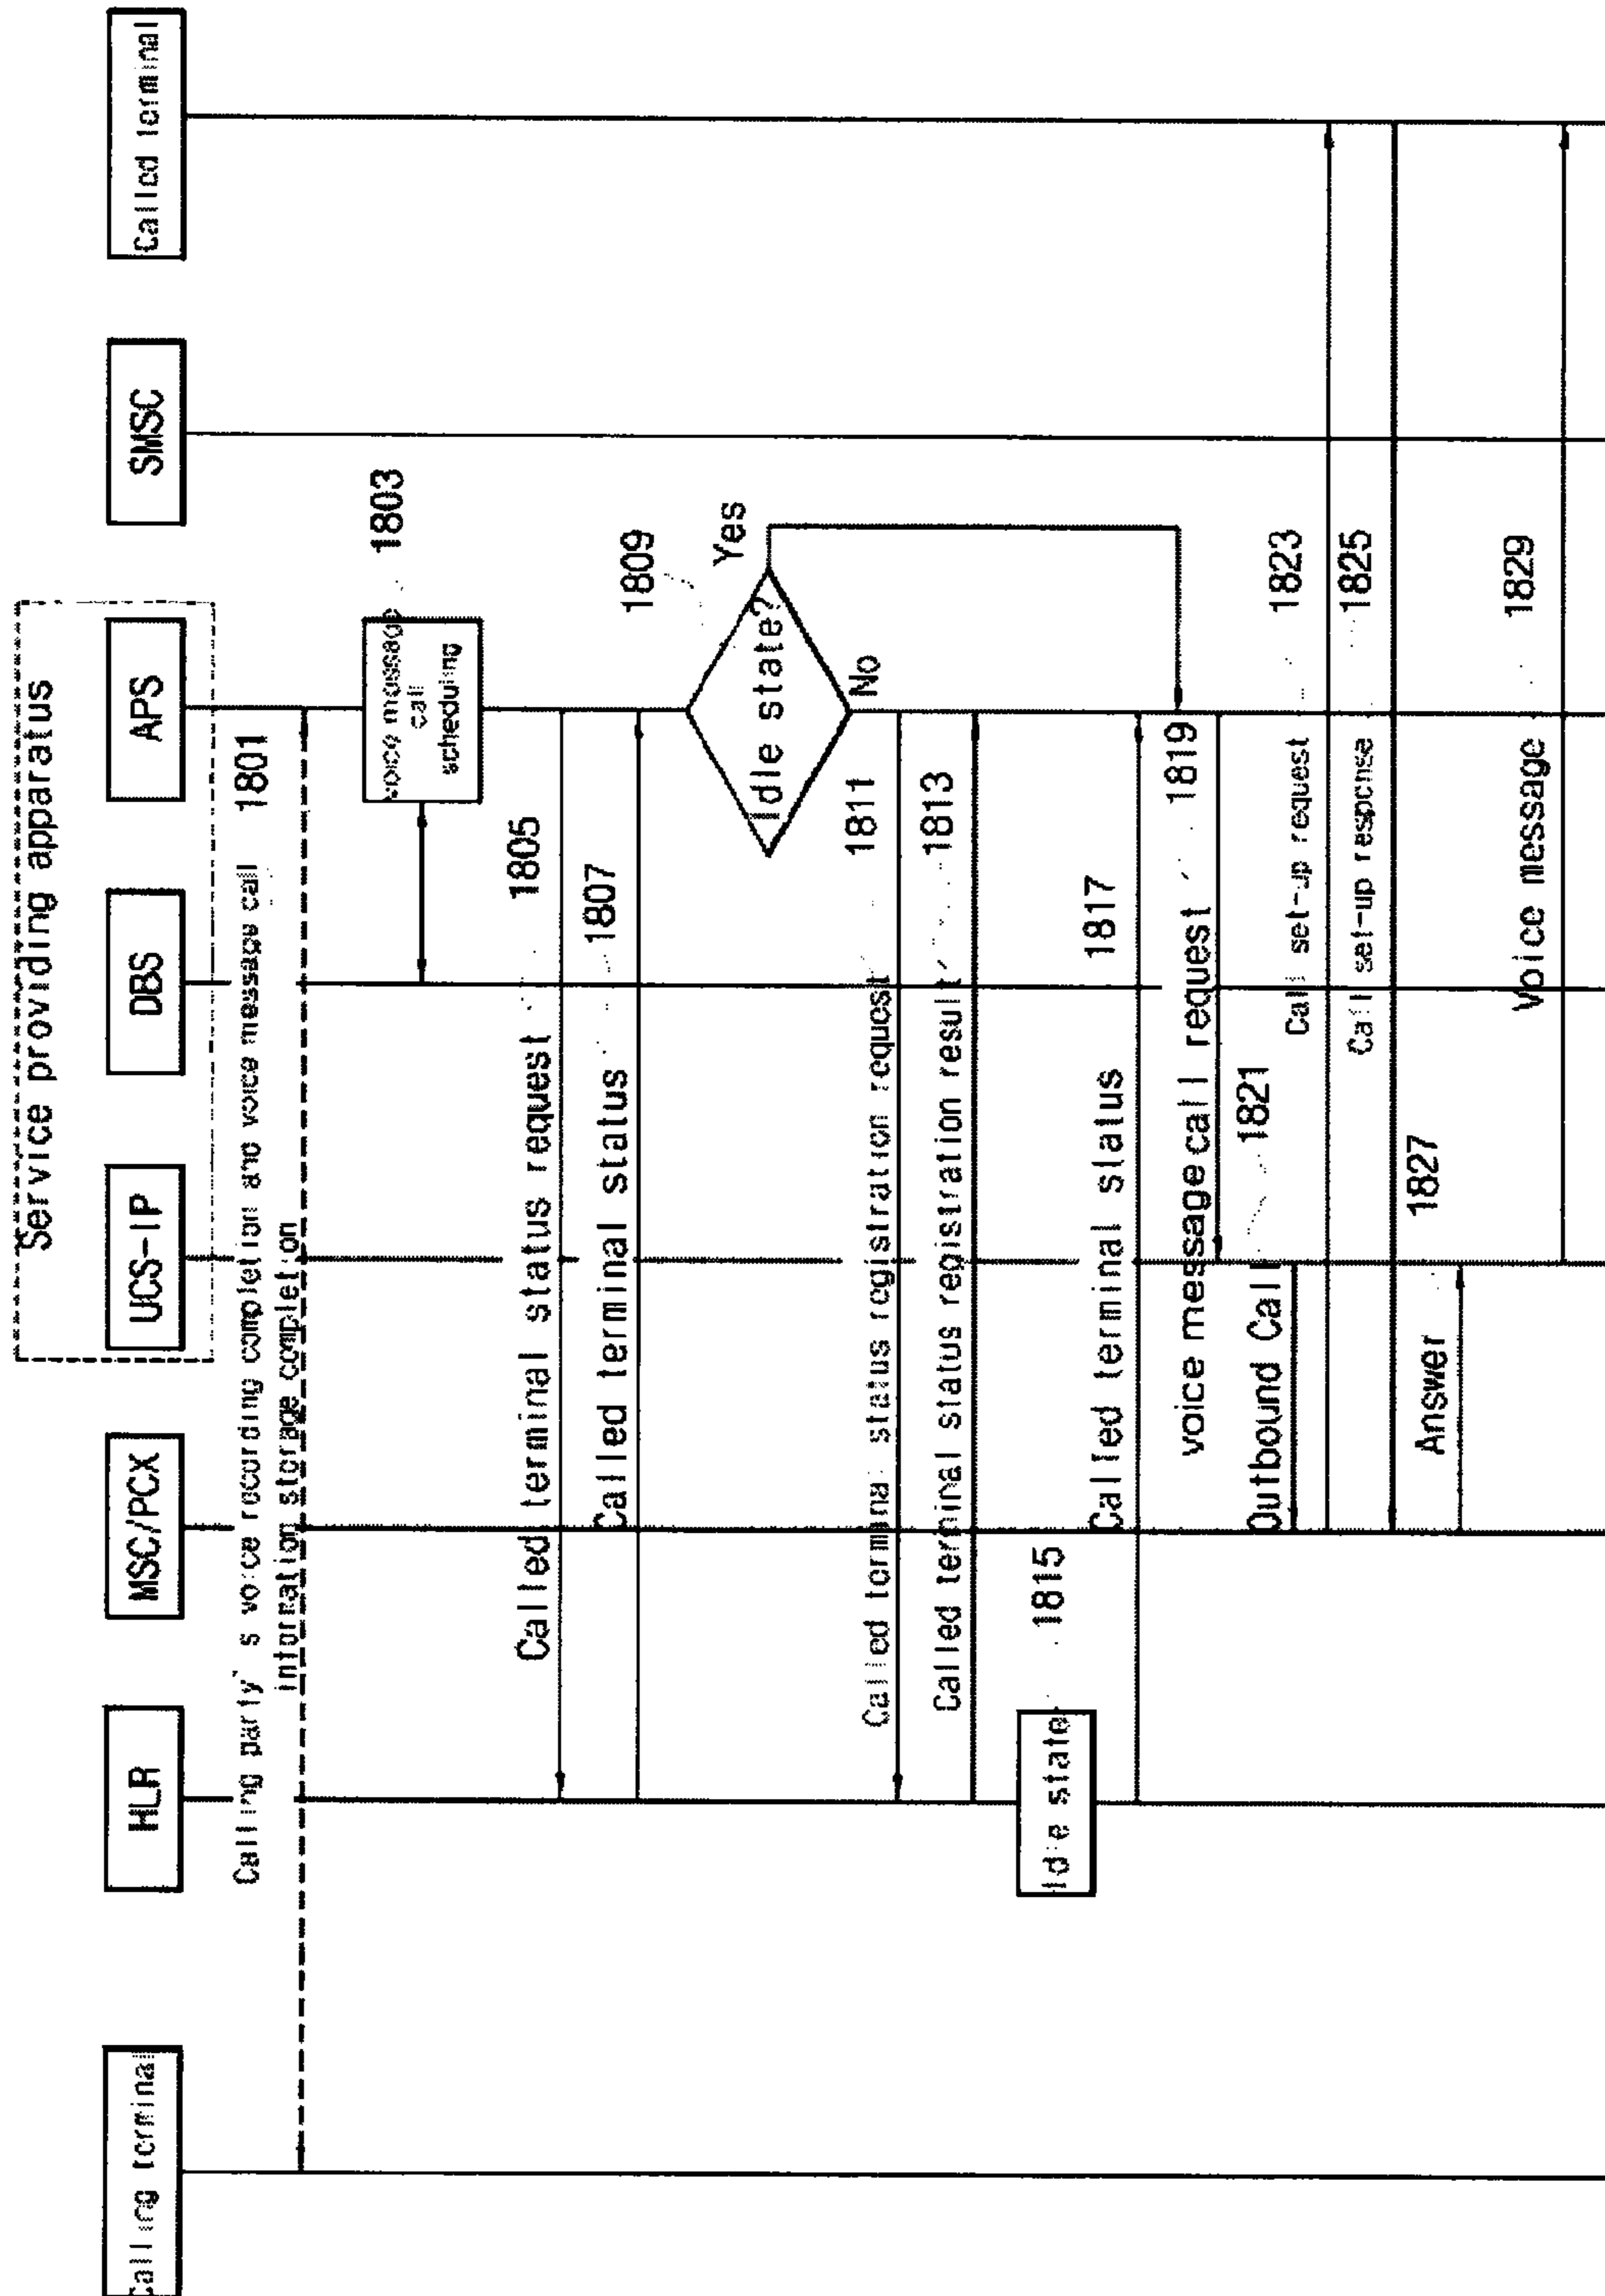 Service providing apparatus
Calling terminal
HLR
MSC/PCX
UCS-IP
DBS
APS
SMSC
Called terminal
Calling party's voice recording completion and voice message call
information storage completion
1801
voice message
call
scheduling
1803
Called terminal status request
1805
Called terminal status
1807
Idle state?
1809
Yes
No
Called terminal status registration request
1811
Called terminal status registration result
1813
Idle state
1815
Called terminal status
1817
voice message call request
1819
Outbound Call
1821
Call set-up request
1823
Call set-up response
1825
Answer
1827
Voice message
1829